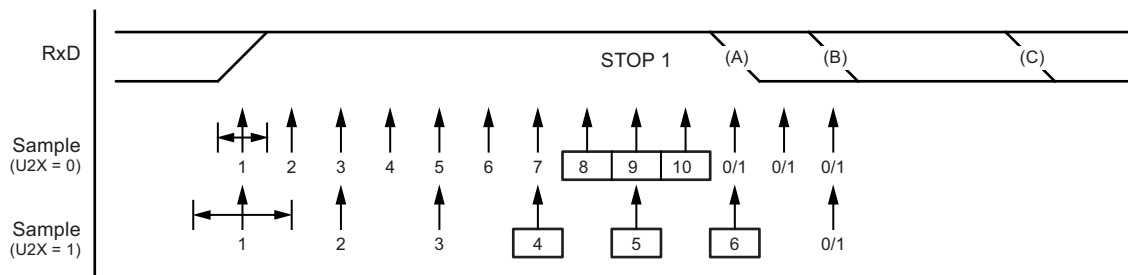 RxD
STOP 1
(A)
(B)
(C)
Sample
(U2X = 0)
1 2 3 4 5 6 7 8 9 10 0/1 0/1 0/1
Sample
(U2X = 1)
1 2 3 4 5 6 0/1